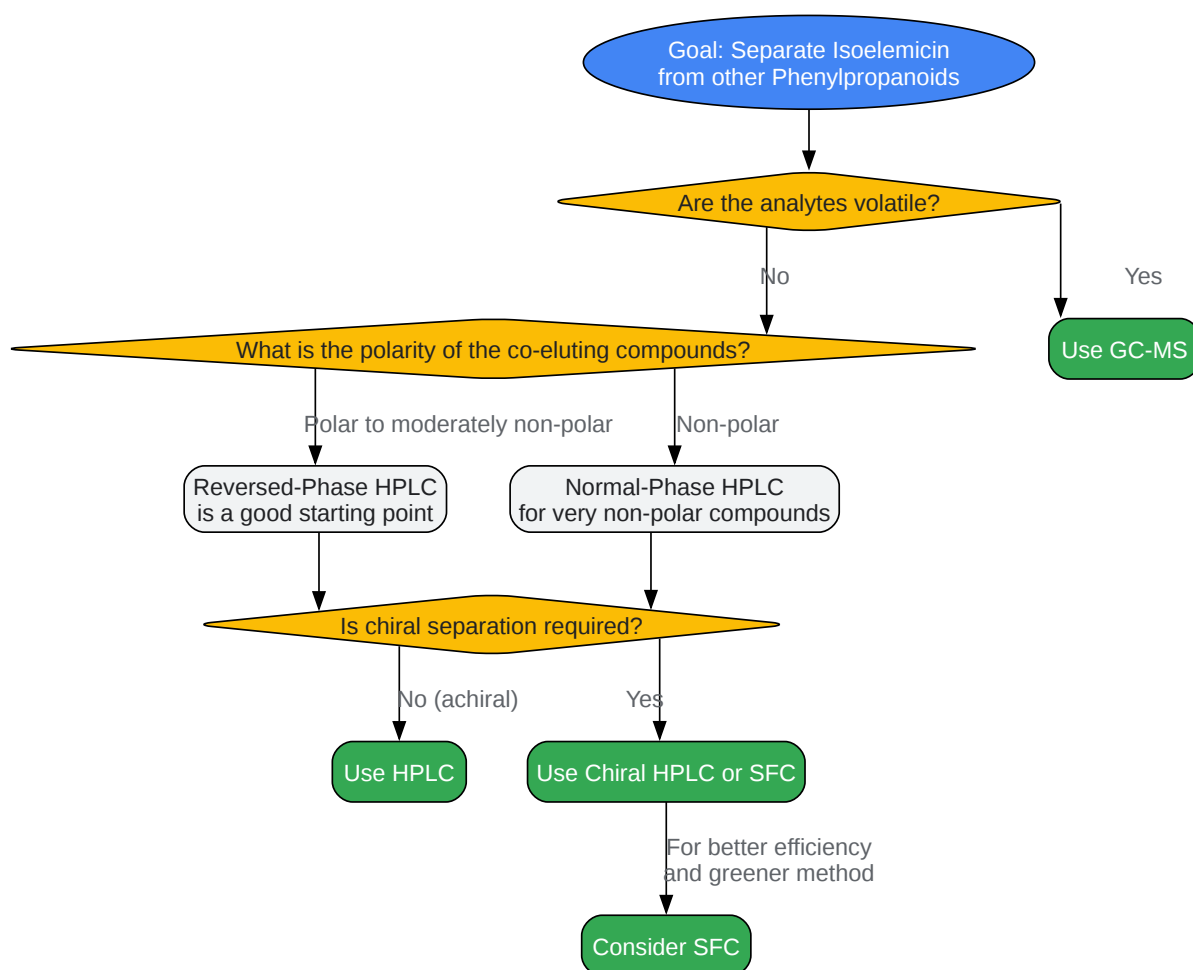 Goal: Separate Isoelemicin
from other Phenylpropanoids
Are the analytes volatile?
No
Yes
What is the polarity of the co-eluting compounds?
Use GC-MS
Polar to moderately non-polar
Non-polar
Reversed-Phase HPLC
is a good starting point
Normal-Phase HPLC
for very non-polar compounds
Is chiral separation required?
No (achiral)
Yes
Use HPLC
Use Chiral HPLC or SFC
For better efficiency
and greener method
Consider SFC